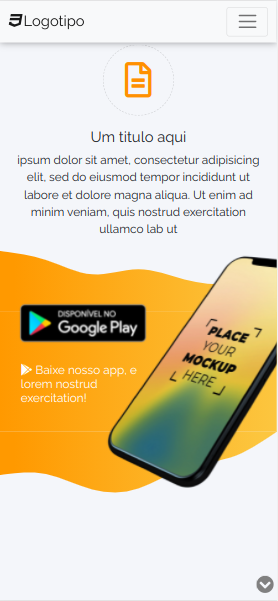 Logotipo
Um titulo aqui
ipsum dolor sit amet, consectetur adipisicing
elit, sed do eiusmod tempor incididunt ut
labore et dolore magna aliqua. Ut enim ad
minim veniam, quis nostrud exercitation
ullamco lab ut
DISPONÍVEL NO
Google Play
PLACE
YOUR
MOCKUP
HERE
Baixe nosso app, e
lorem nostrud
exercitation!